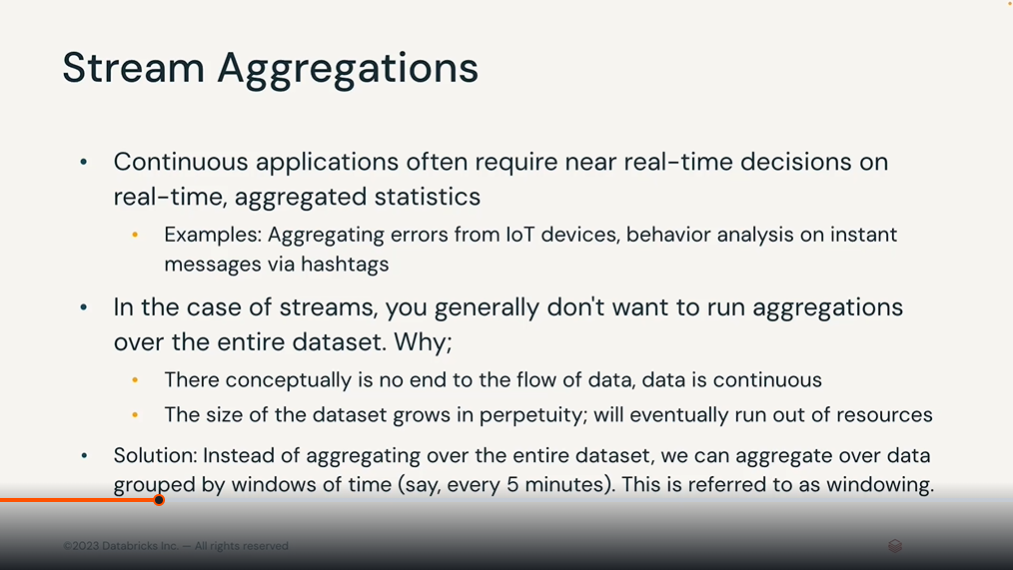 Stream Aggregations
• Continuous applications often require near real-time decisions on
real-time, aggregated statistics
• Examples: Aggregating errors from IoT devices, behavior analysis on instant
messages via hashtags
• In the case of streams, you generally don't want to run aggregations
over the entire dataset. Why;
• There conceptually is no end to the flow of data, data is continuous
• The size of the dataset grows in perpetuity; will eventually run out of resources
• Solution: Instead of aggregating over the entire dataset, we can aggregate over data
grouped by windows of time (say, every 5 minutes). This is referred to as windowing.
©2023 Databricks Inc. — All rights reserved